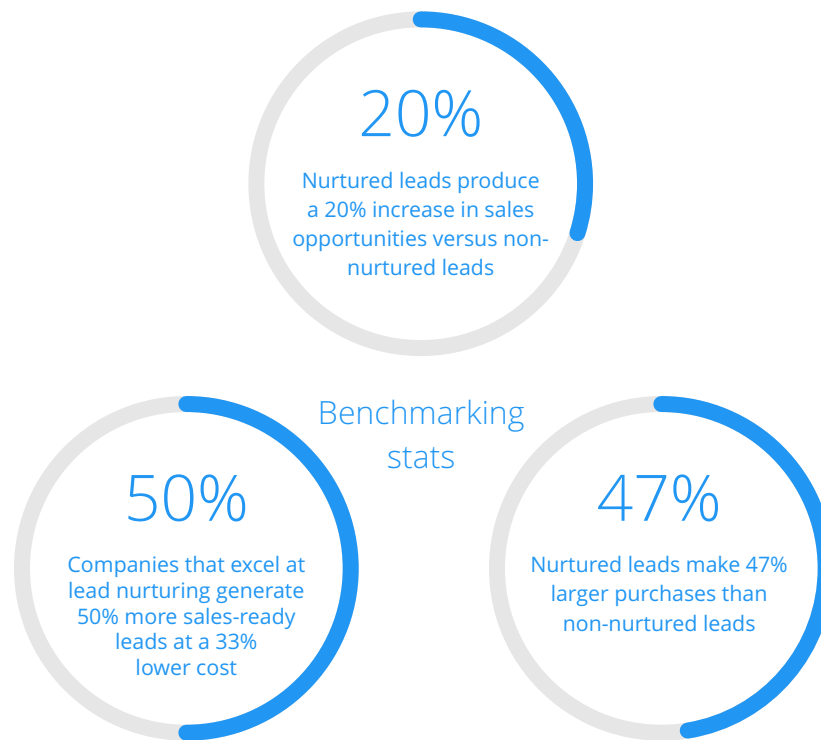 20%
Nurtured leads produce
a 20% increase in sales
opportunities versus non-
nurtured leads
Benchmarking
stats
50%
Companies that excel at
lead nurturing generate
50% more sales-ready
leads at a 33%
lower cost
47%
Nurtured leads make 47%
larger purchases than
non-nurtured leads